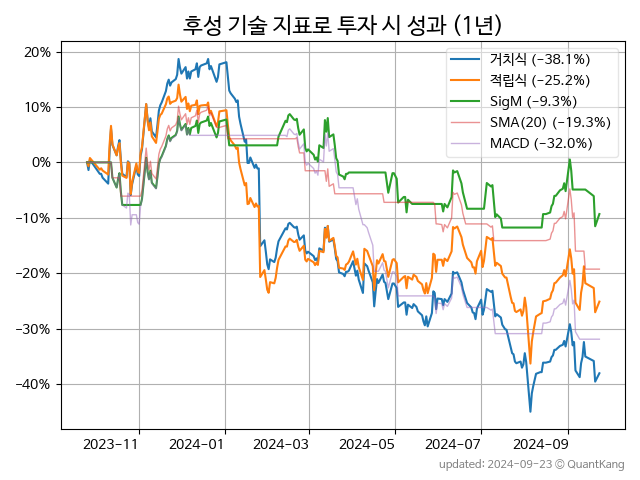 후성 기술 지표로 투자 시 성과 (1년)
거치식 (−38.1%)
적립식 (−25.2%)
SigM (−9.3%)
SMA(20) (−19.3%)
MACD (−32.0%)
20%
10%
0%
−10%
−20%
−30%
−40%
2023−11
2024−01
2024−03
2024−05
2024−07
2024−09
updated: 2024−09−23 © QuantKang